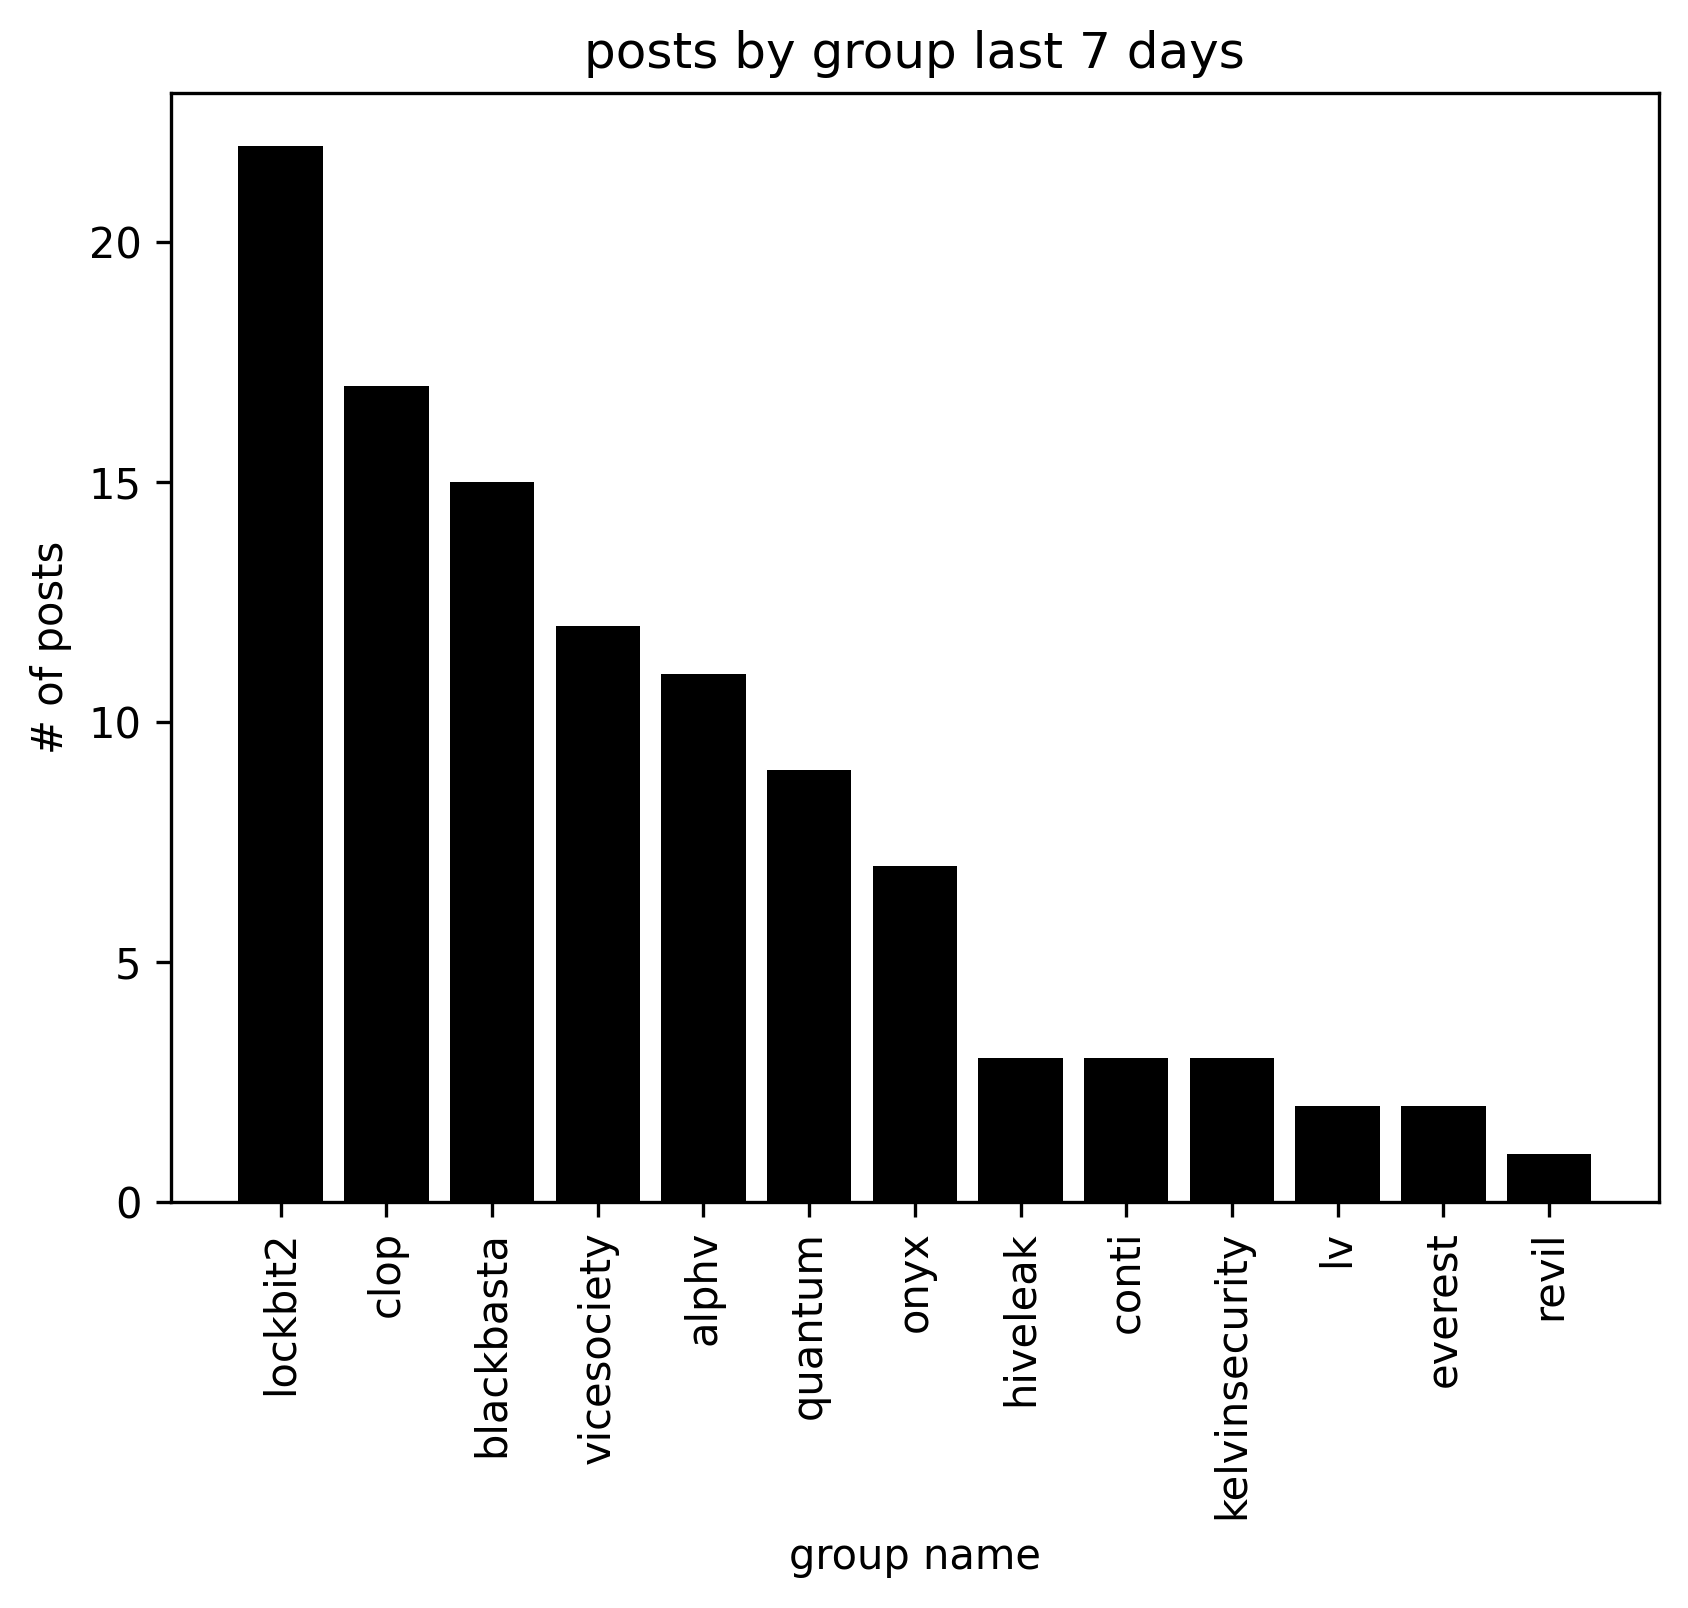 posts by group last 7 days
# of posts
20
15
10
5
0
lockbit2
clop
blackbasta
vicesociety
alphv
quantum
onyx
hiveleak
conti
kelvinsecurity
lv
everest
revil
group name